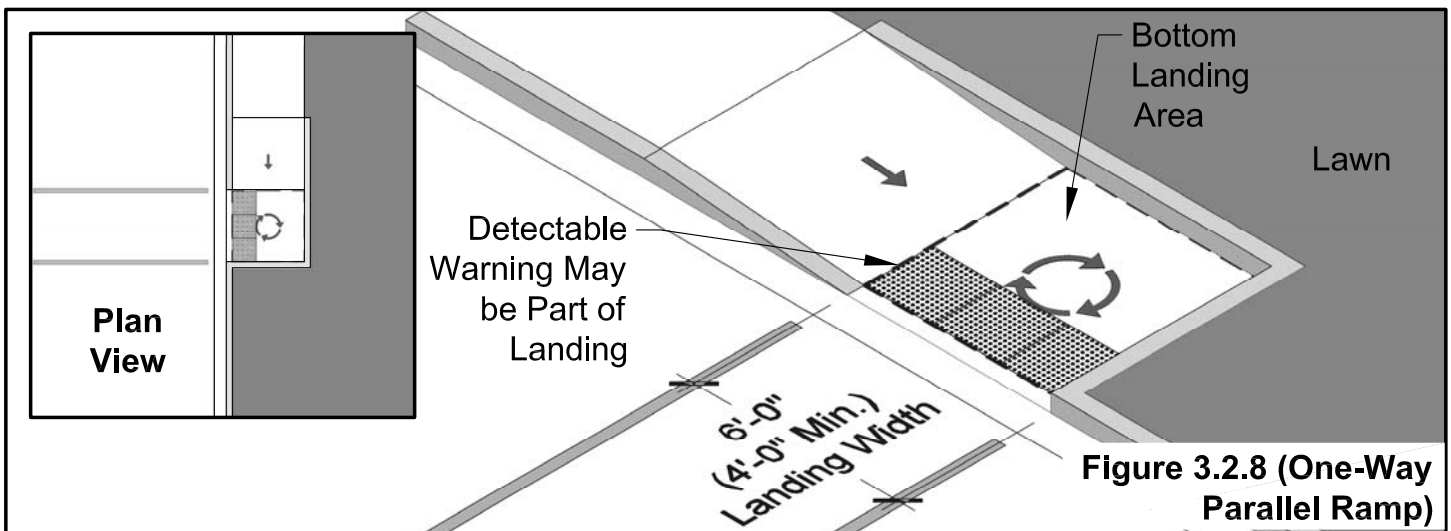 Plan
View
Detectable
Warning May
be Part of
Landing
Bottom
Landing
Area
Lawn
6'-0"
(4'-0" Min.)
Landing Width
Figure 3.2.8 (One-Way
Parallel Ramp)